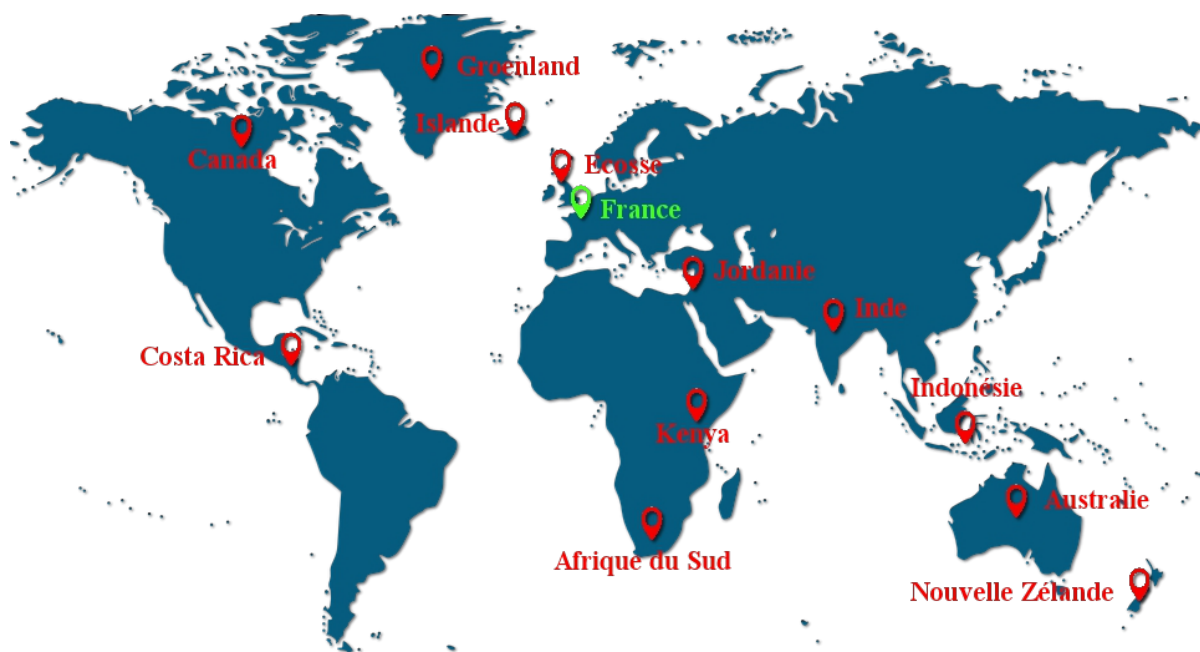 Groenland
Islande
Canada
Ecosse
France
Jordanie
Inde
Costa Rica
Indonésie
Kenya
Australie
Afrique du Sud
Nouvelle Zélande